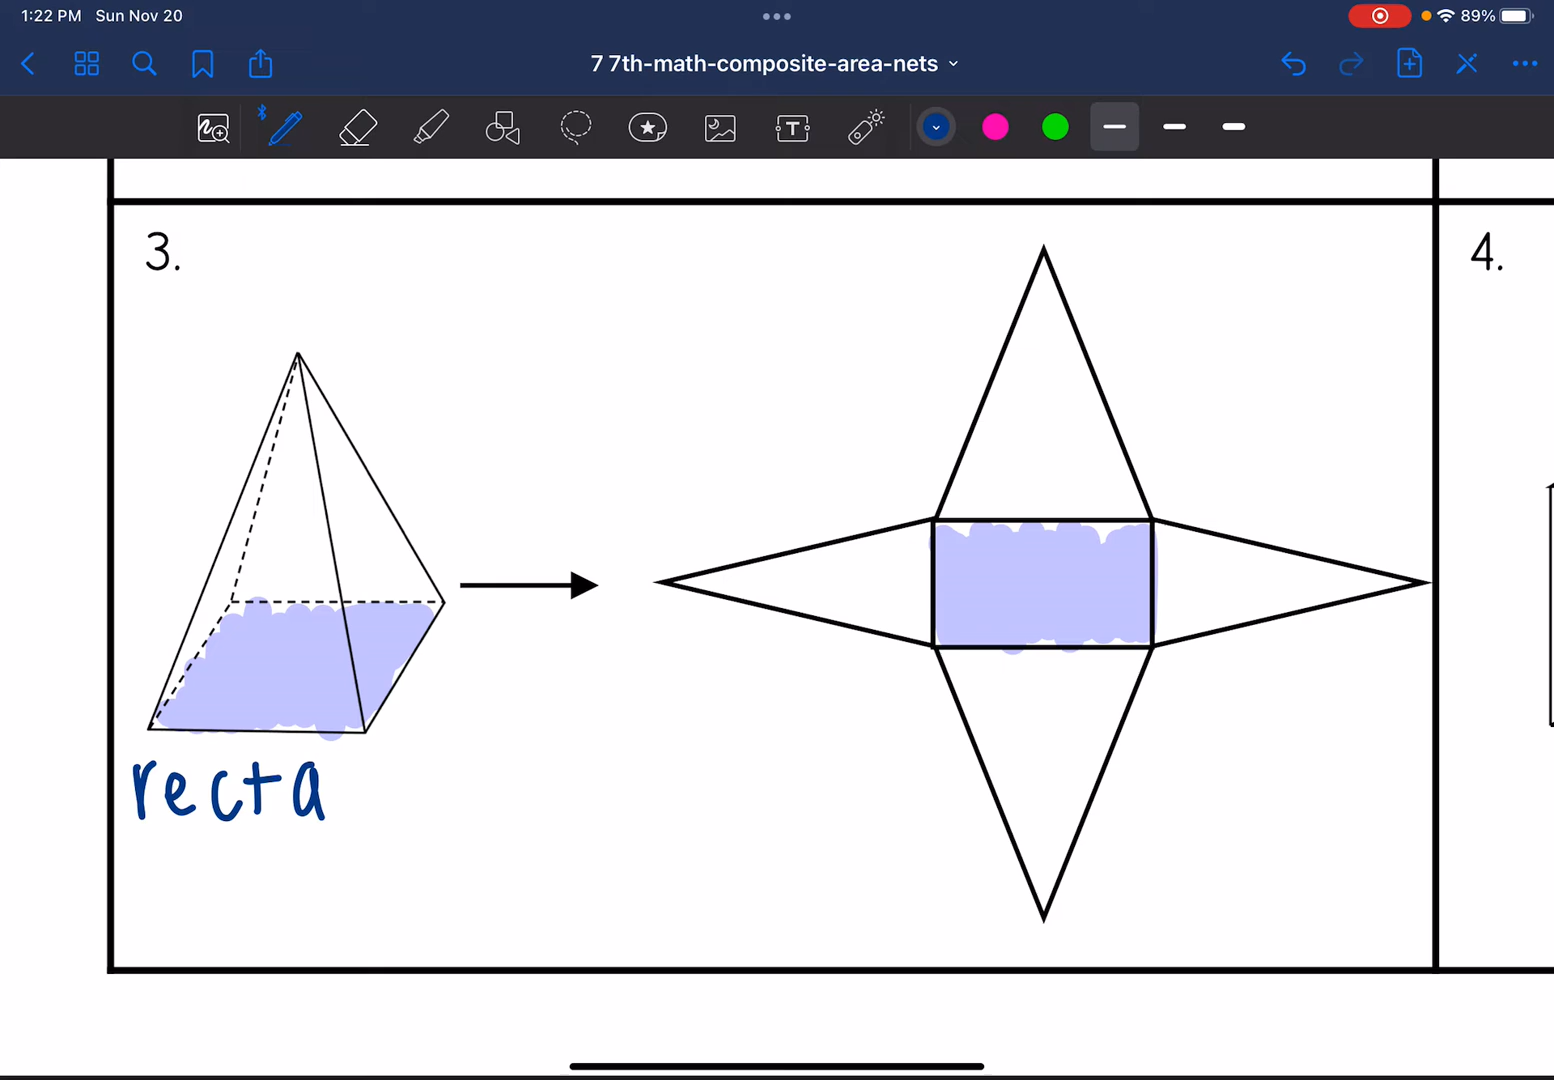 1:22 PM Sun Nov 20
89%
7 7th-math-composite-area-nets
T
3.
4.
recta